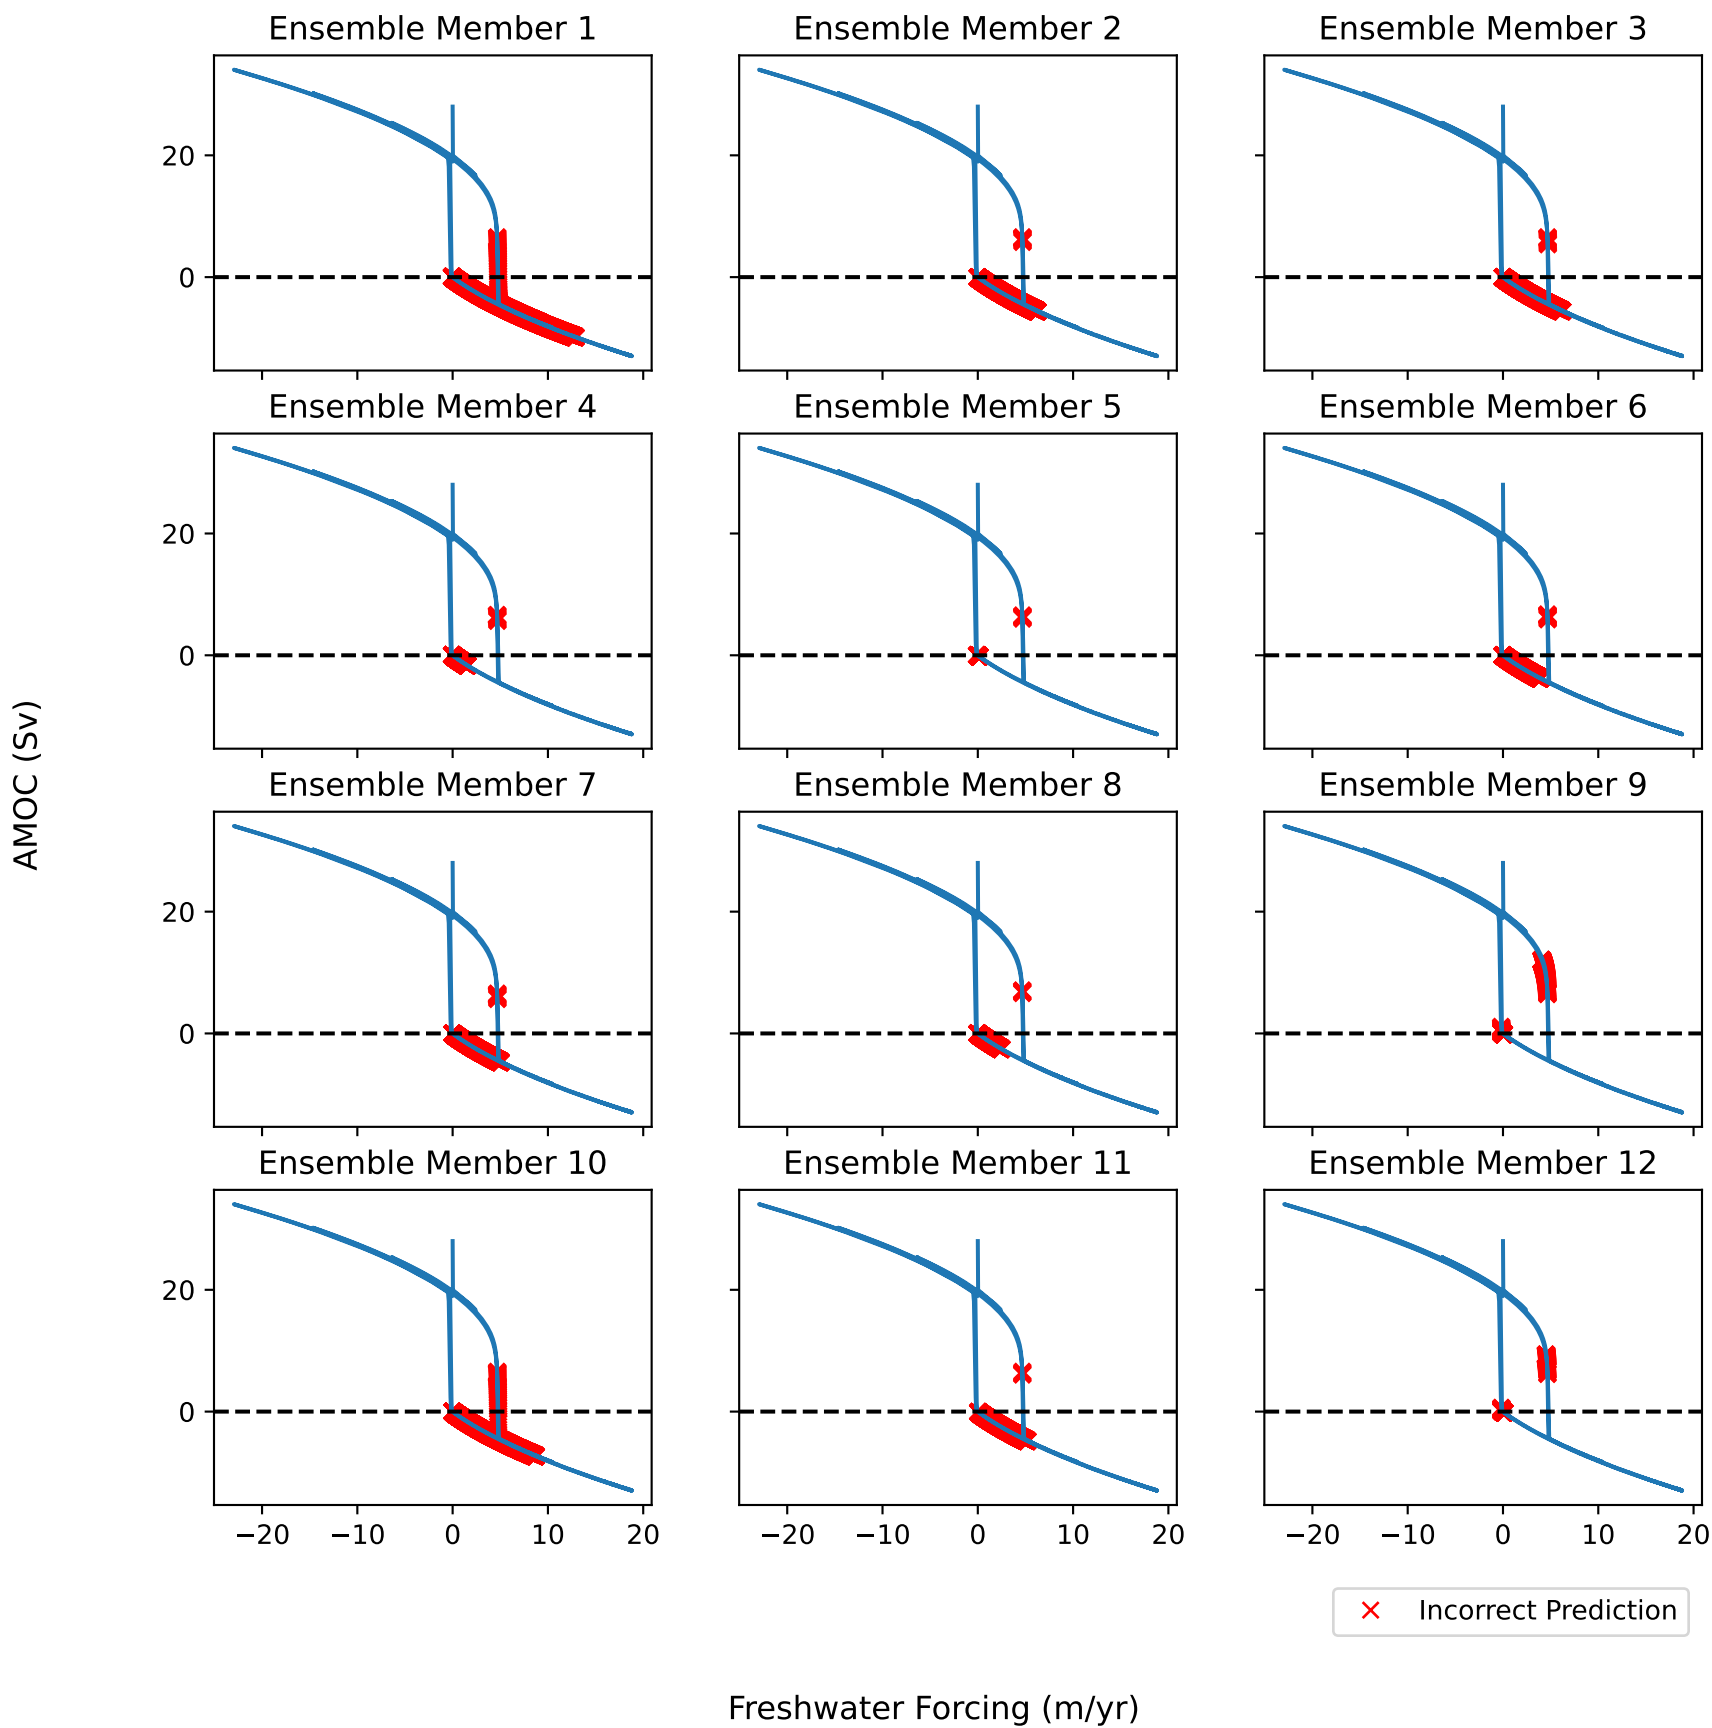 Ensemble Member 1
Ensemble Member 2
Ensemble Member 3
20
0
Ensemble Member 4
Ensemble Member 5
Ensemble Member 6
20
0
AMOC (Sv)
Ensemble Member 7
Ensemble Member 8
Ensemble Member 9
20
0
Ensemble Member 10
Ensemble Member 11
Ensemble Member 12
20
0
−20 −10 0 10 20
−20 −10 0 10 20
−20 −10 0 10 20
Incorrect Prediction
Freshwater Forcing (m/yr)